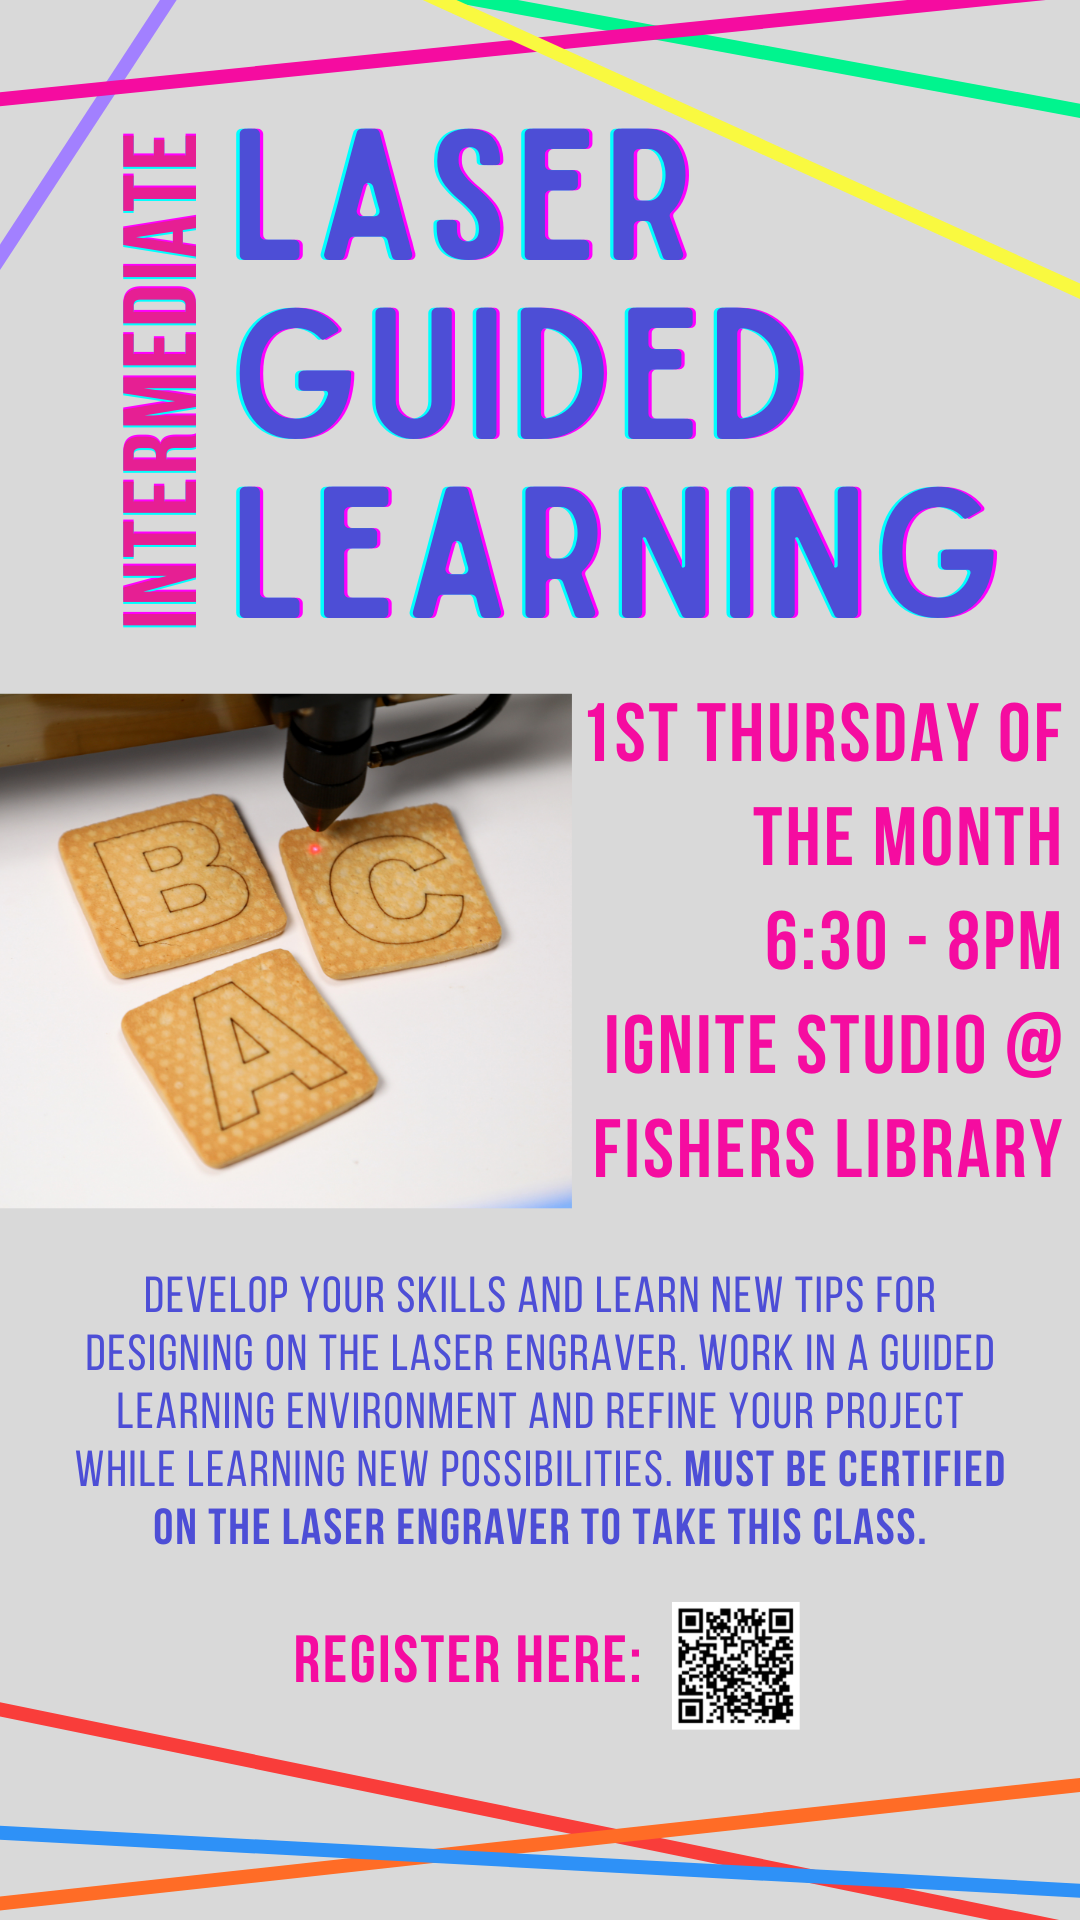 INTERMEDIATE
LASER
GUIDED
LEARNING
1ST THURSDAY OF
THE MONTH
6:30 - 8PM
IGNITE STUDIO @
FISHERS LIBRARY
B
C
A
DEVELOP YOUR SKILLS AND LEARN NEW TIPS FOR
DESIGNING ON THE LASER ENGRAVER. WORK IN A GUIDED
LEARNING ENVIRONMENT AND REFINE YOUR PROJECT
WHILE LEARNING NEW POSSIBILITIES. MUST BE CERTIFIED
ON THE LASER ENGRAVER TO TAKE THIS CLASS.
REGISTER HERE: